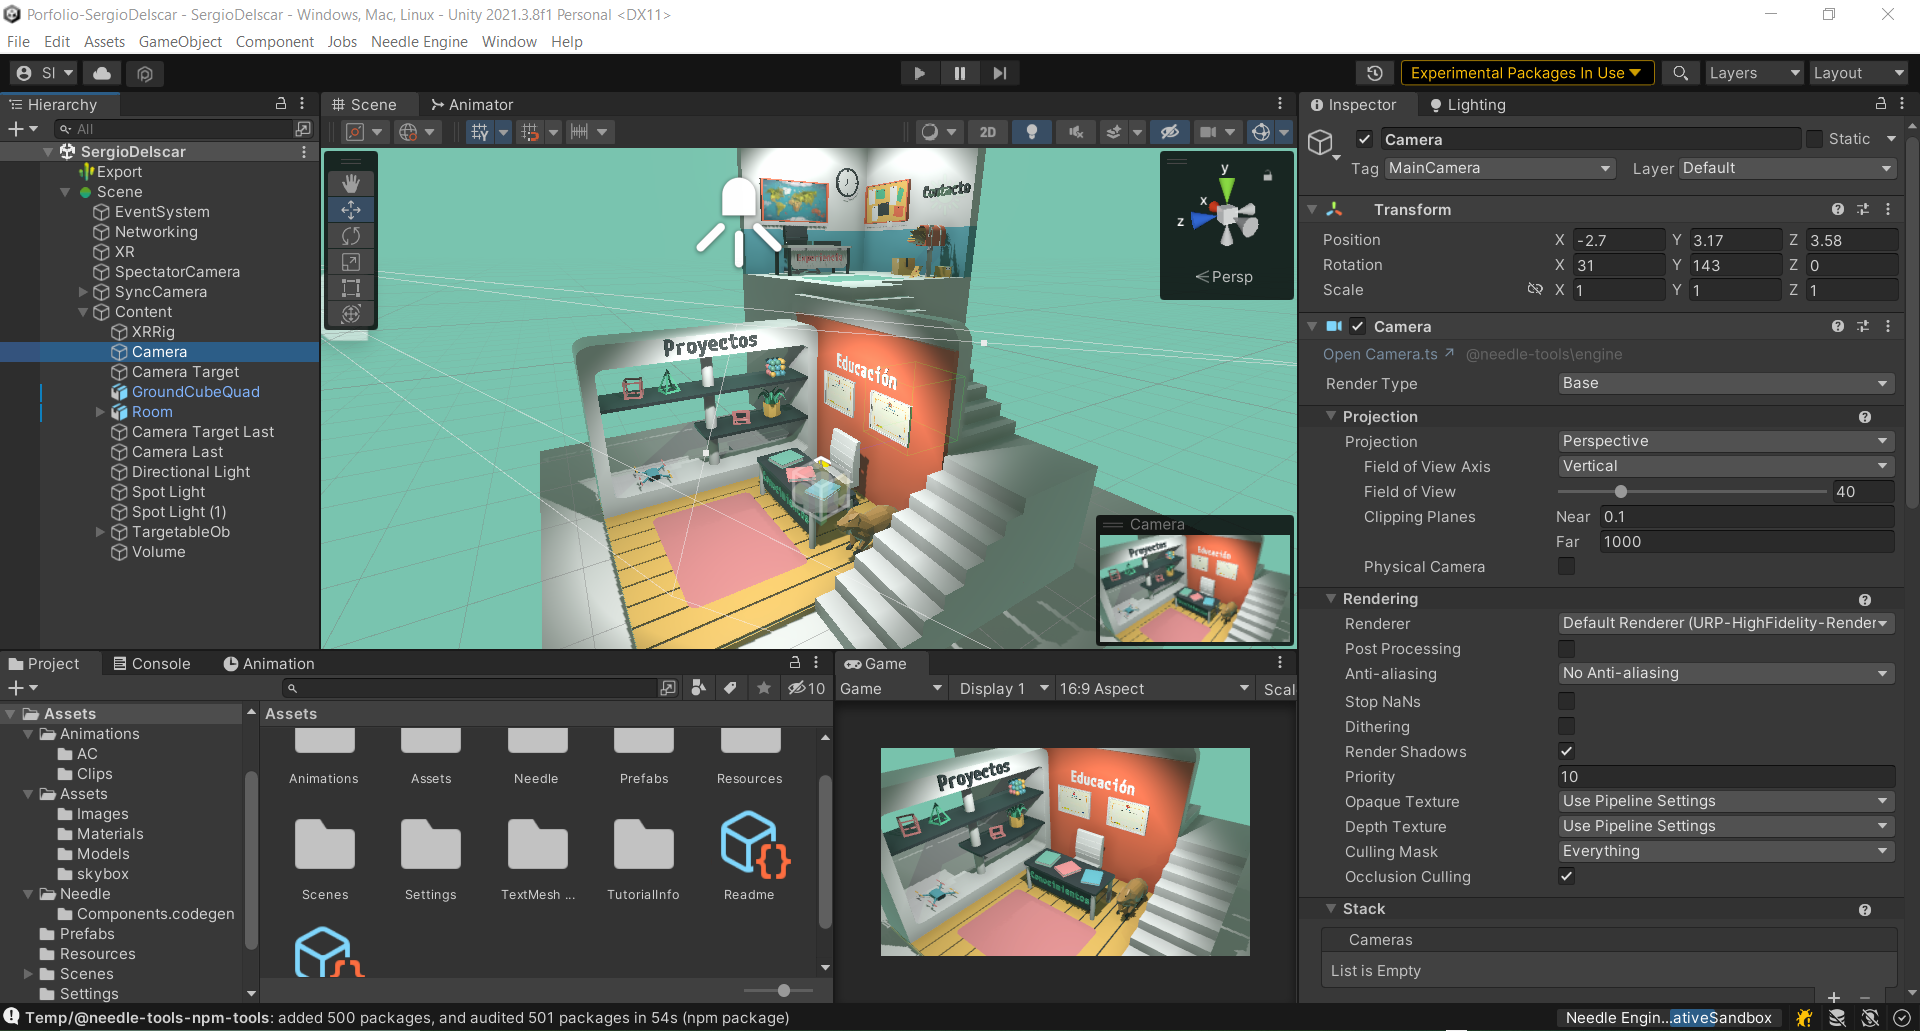 Porfolio-SergioDelscar - SergioDelscar - Windows, Mac, Linux - Unity 2021.3.8f1 Personal <DX11>
File Edit Assets GameObject Component Jobs Needle Engine Window Help
SI
Experimental Packages In Use
Layers
Layout
Hierarchy
All
SergioDelscar
Export
Scene
EventSystem
Networking
XR
SpectatorCamera
SyncCamera
Content
XRRig
Camera
Camera Target
GroundCubeQuad
Room
Camera Target Last
Camera Last
Directional Light
Spot Light
Spot Light (1)
TargetableOb
Volume
Scene
Animator
2D
Contacto
Proyectos
Educación
y
x
z
Persp
Camera
Proyectos
Educación
Inspector
Lighting
Camera
Static
Tag MainCamera
Layer Default
Transform
Position X -2.7 Y 3.17 Z 3.58
Rotation X 31 Y 143 Z 0
Scale X 1 Y 1 Z 1
Camera
Open Camera.ts @needle-tools\engine
Render Type Base
Projection
Projection Perspective
Field of View Axis Vertical
Field of View 40
Clipping Planes Near 0.1
Far 1000
Physical Camera
Rendering
Renderer Default Renderer (URP-HighFidelity-Render
Post Processing
Anti-aliasing No Anti-aliasing
Stop NaNs
Dithering
Render Shadows
Priority 10
Opaque Texture Use Pipeline Settings
Depth Texture Use Pipeline Settings
Culling Mask Everything
Occlusion Culling
Stack
Cameras
List is Empty
Project
Console
Animation
10
Assets
Animations
AC
Clips
Assets
Images
Materials
Models
skybox
Needle
Components.codegen
Prefabs
Resources
Scenes
Settings
Assets
Animations Assets Needle Prefabs Resources
Scenes Settings TextMesh ... TutorialInfo Readme
Game
Game Display 1 16:9 Aspect Scal
Proyectos
Educación
Conocimientos
Temp/@needle-tools-npm-tools: added 500 packages, and audited 501 packages in 54s (npm package)
Needle Engin...ativeSandbox